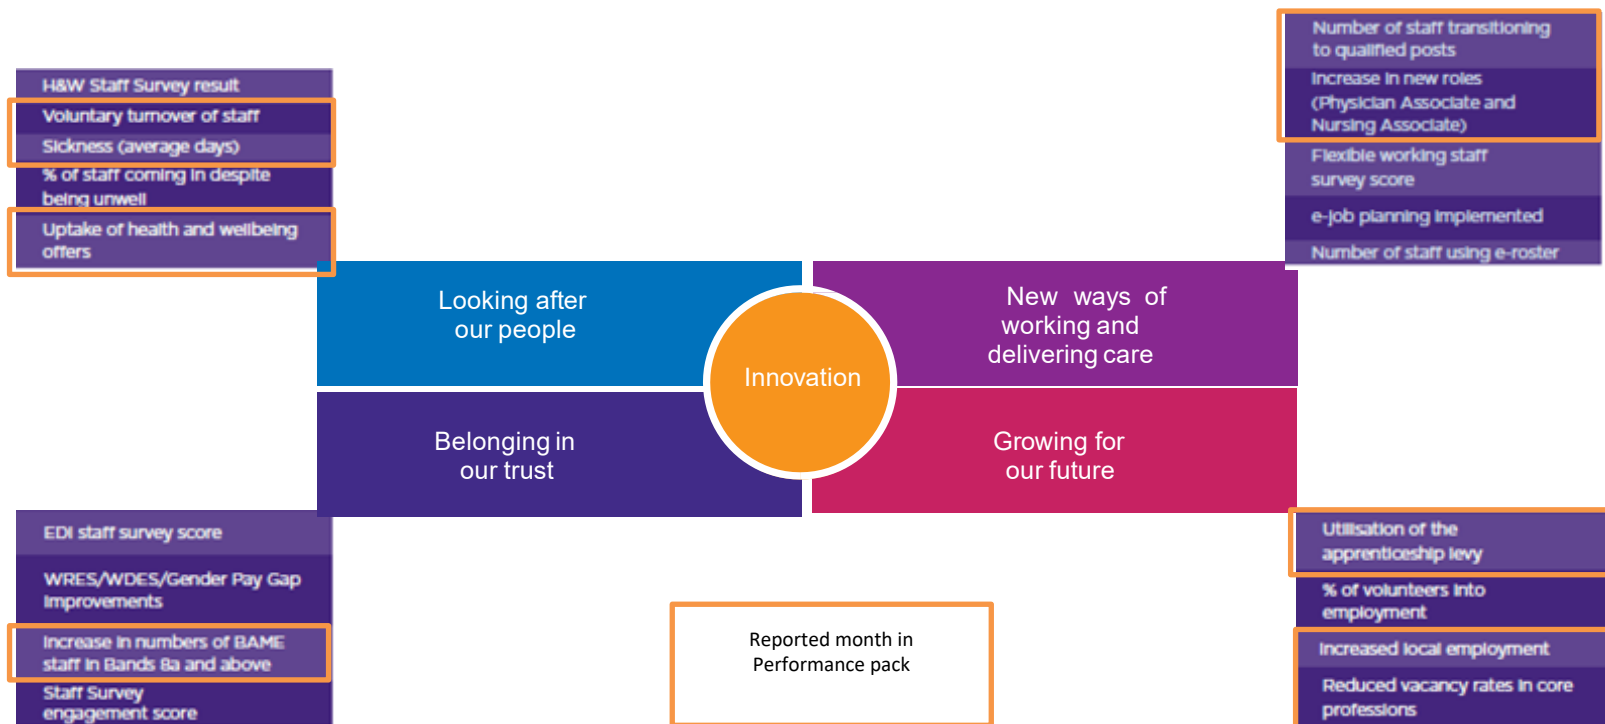 H&W Staff Survey result
Voluntary turnover of staff
Sickness (average days)
% of staff coming in despite
being unwell
Uptake of health and wellbeing
offers
Number of staff transitioning
to qualified posts
Increase in new roles
(Physician Associate and
Nursing Associate)
Flexible working staff
survey score
e-job planning implemented
Number of staff using e-roster
Looking after
our people
New ways of
working and
delivering care
Innovation
Belonging in
our trust
Growing for
our future
EDI staff survey score
WRES/WDES/Gender Pay Gap
Improvements
Increase in numbers of BAME
staff in Bands 8a and above
Staff Survey
engagement score
Reported month in
Performance pack
Utilisation of the
apprenticeship levy
% of volunteers into
employment
Increased local employment
Reduced vacancy rates in core
professions